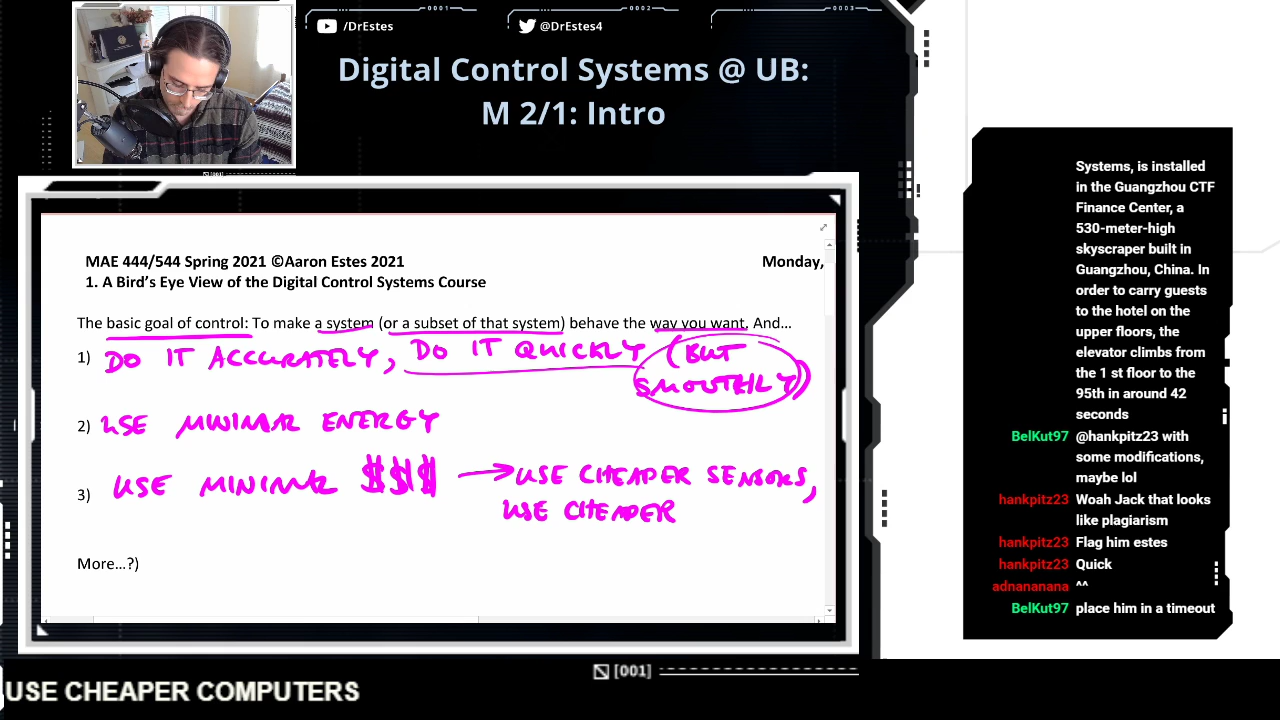 0001
0002
0003
/DrEstes
@DrEstes4
Digital Control Systems @ UB:
M 2/1: Intro
[001]
MAE 444/544 Spring 2021 ©Aaron Estes 2021
Monday,
1. A Bird's Eye View of the Digital Control Systems Course
The basic goal of control: To make a system (or a subset of that system) behave the way you want. And...
1) DO IT ACCURATELY, DO IT QUICKLY (BUT
SMOOTHLY)
2) USE MINIMAL ENERGY
3) USE MINIMAL $$$ → USE CHEAPER SENSORS,
USE CHEAPER
More...?)
Systems, is installed
in the Guangzhou CTF
Finance Center, a
530-meter-high
skyscraper built in
Guangzhou, China. In
order to carry guests
to the hotel on the
upper floors, the
elevator climbs from
the 1 st floor to the
95th in around 42
seconds
BelKut97 @hankpitz23 with
some modifications,
maybe lol
hankpitz23 Woah Jack that looks
like plagiarism
hankpitz23 Flag him estes
hankpitz23 Quick
adnananana ^^
BelKut97 place him in a timeout
[001]
USE CHEAPER COMPUTERS